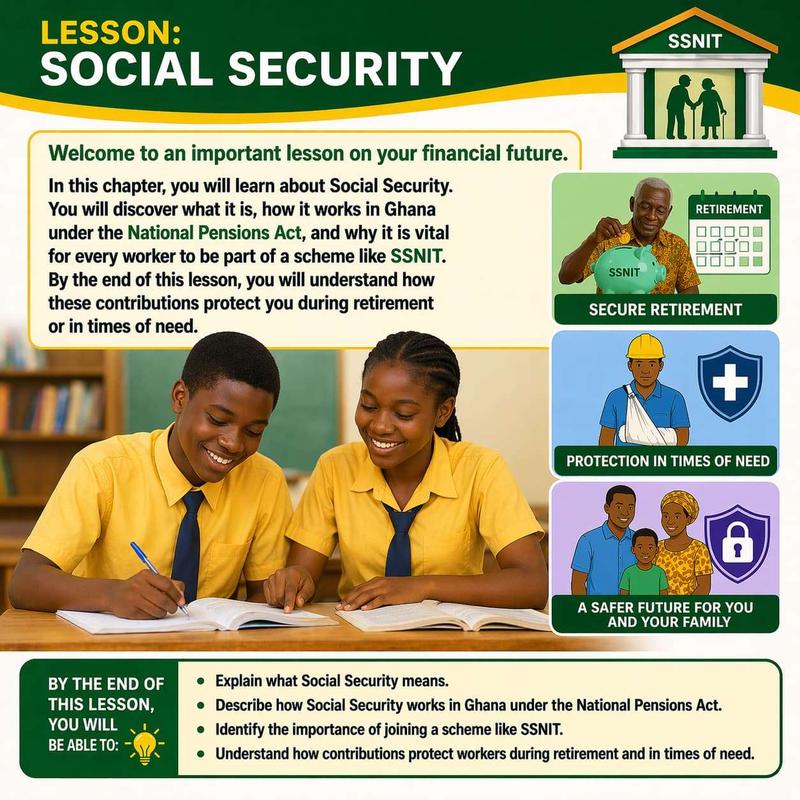 LESSON:
SOCIAL SECURITY
SSNIT
Welcome to an important lesson on your financial future.
In this chapter, you will learn about Social Security.
You will discover what it is, how it works in Ghana
under the National Pensions Act, and why it is vital
for every worker to be part of a scheme like SSNIT.
By the end of this lesson, you will understand how
these contributions protect you during retirement
or in times of need.
RETIREMENT
SSNIT
SECURE RETIREMENT
PROTECTION IN TIMES OF NEED
A SAFER FUTURE FOR YOU
AND YOUR FAMILY
BY THE END OF
THIS LESSON,
YOU WILL
BE ABLE TO:
• Explain what Social Security means.
• Describe how Social Security works in Ghana under the National Pensions Act.
• Identify the importance of joining a scheme like SSNIT.
• Understand how contributions protect workers during retirement and in times of need.